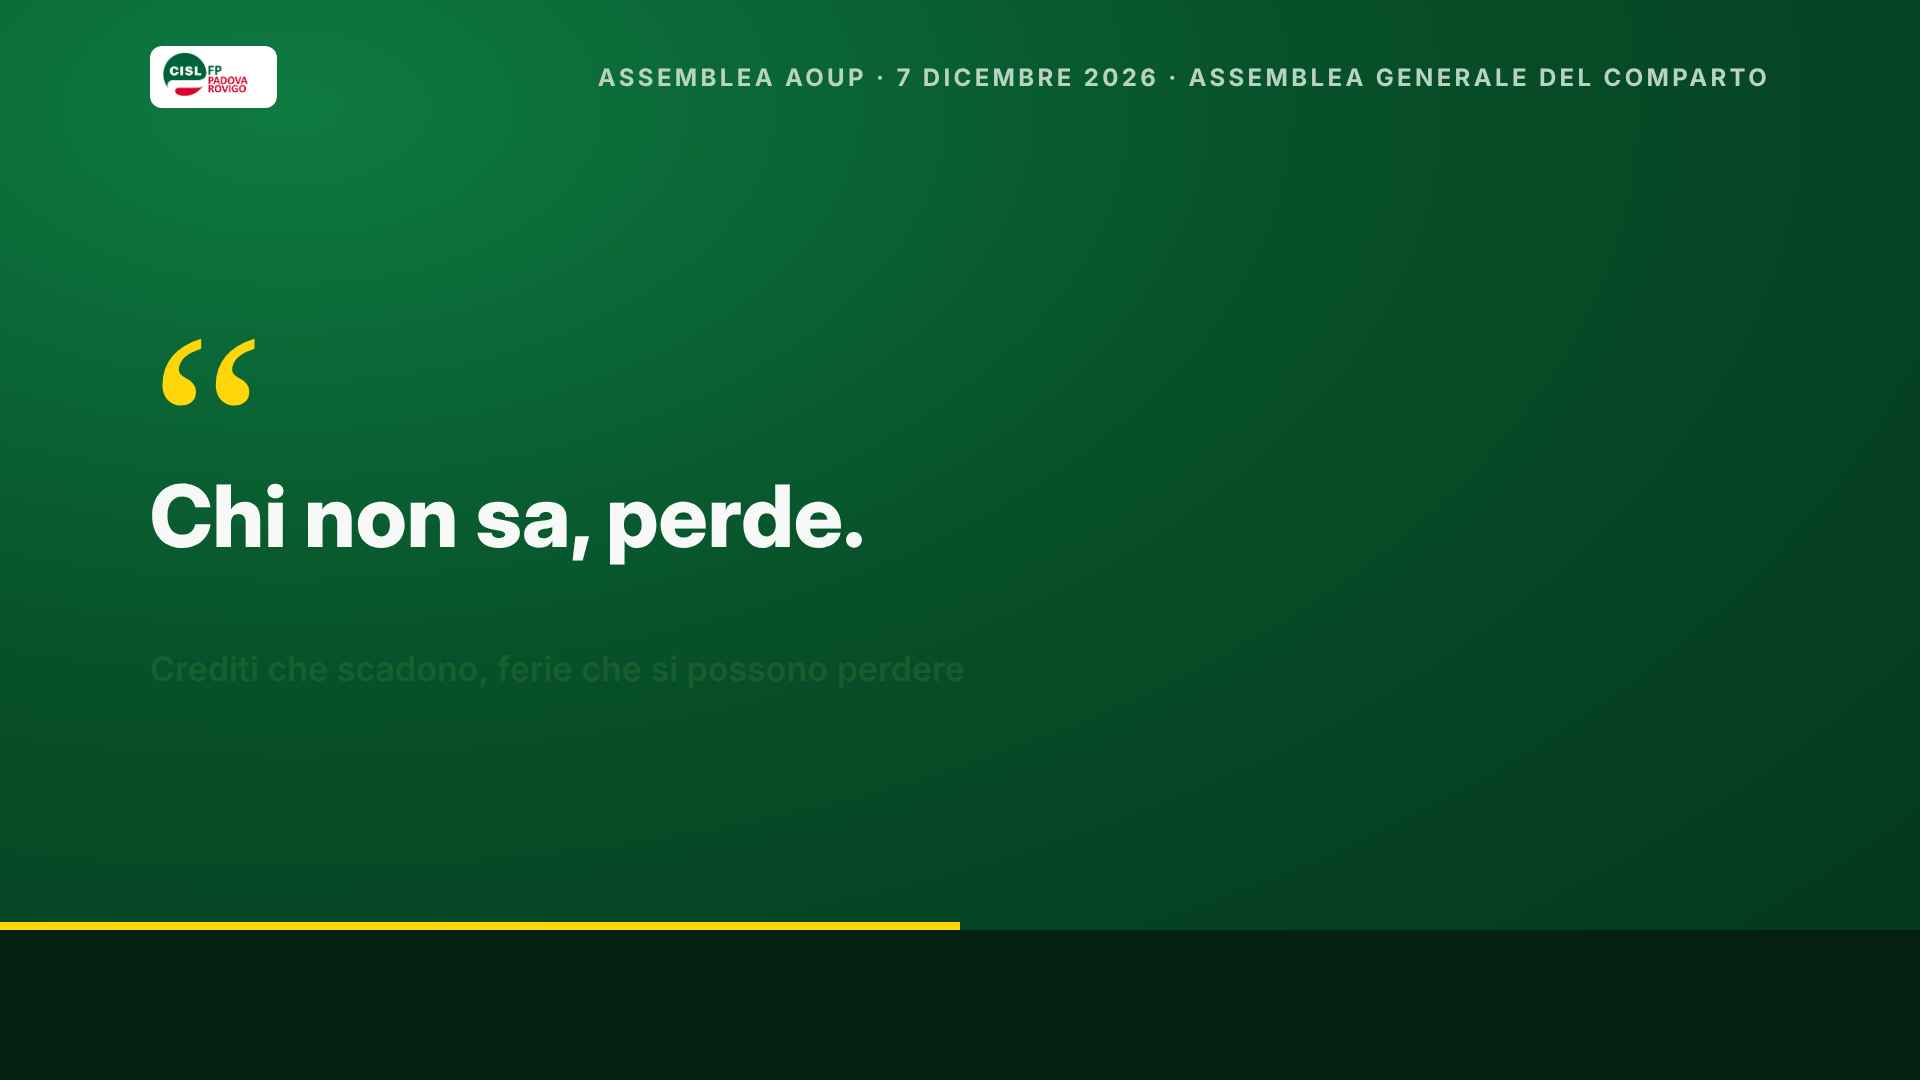 CISL FP
PADOVA
ROVIGO
ASSEMBLEA AOUP · 7 DICEMBRE 2026 · ASSEMBLEA GENERALE DEL COMPARTO
“
Chi non sa, perde.
Crediti che scadono, ferie che si possono perdere